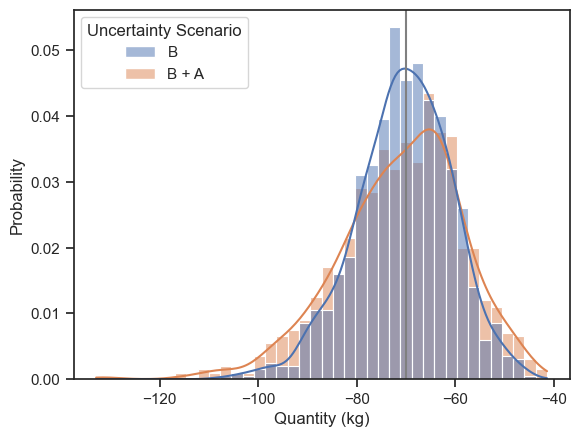 Uncertainty Scenario
B
B + A
0.05
0.04
0.03
0.02
0.01
0.00
Probability
−120
−100
−80
−60
−40
Quantity (kg)